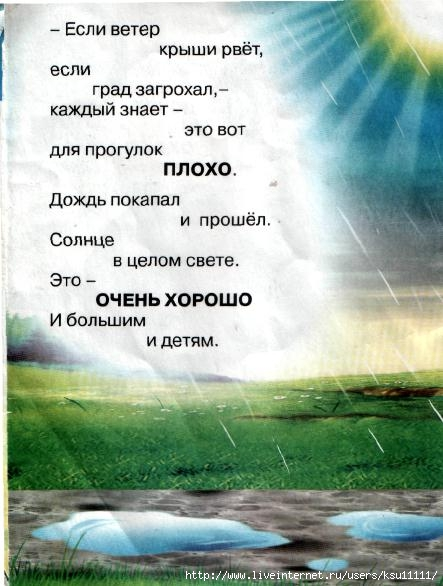 – Если ветер
крыши рвёт,
если
град загрохал,–
каждый знает –
это вот
для прогулок
ПЛОХО.
Дождь покапал
и прошёл.
Солнце
в целом свете.
Это –
ОЧЕНЬ ХОРОШО
И большим
и детям.
http://www.liveinternet.ru/users/ksu11111/